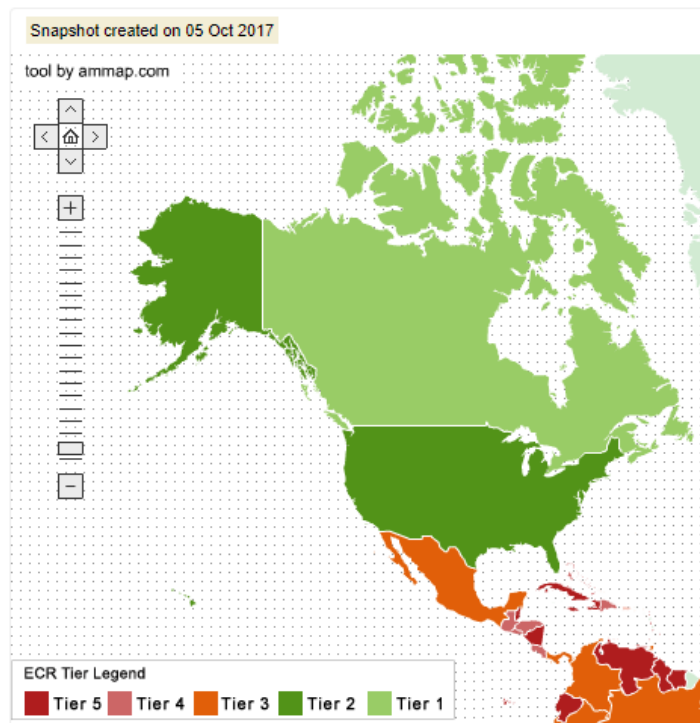 Snapshot created on 05 Oct 2017
tool by ammap.com
ECR Tier Legend
Tier 5 Tier 4 Tier 3 Tier 2 Tier 1